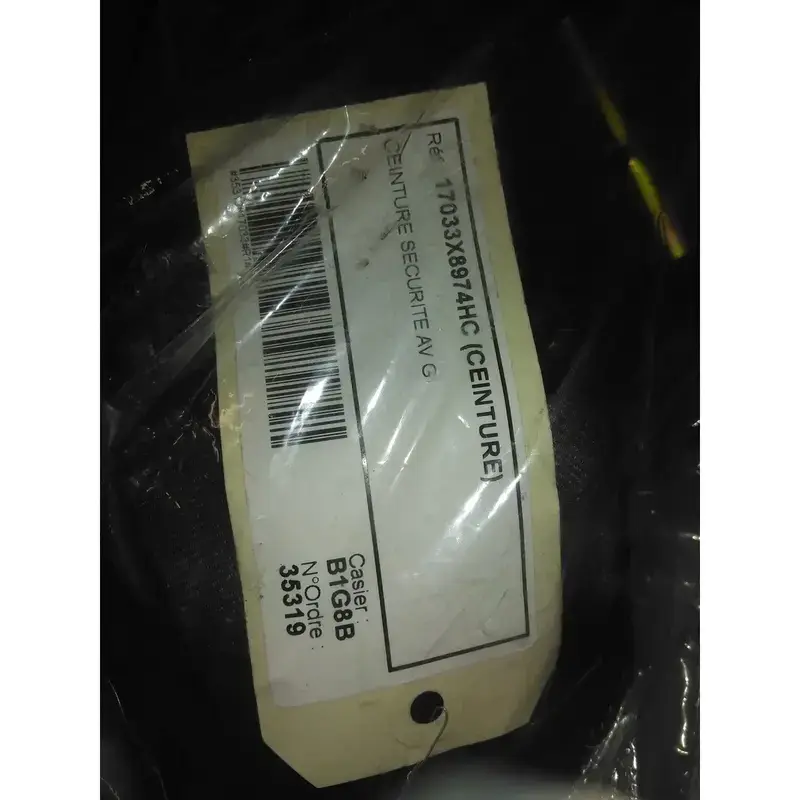 Réf 17033X8974HC (CEINTURE)
CEINTURE SECURITE AV G
Casier :
B1G8B
N°Ordre :
35319